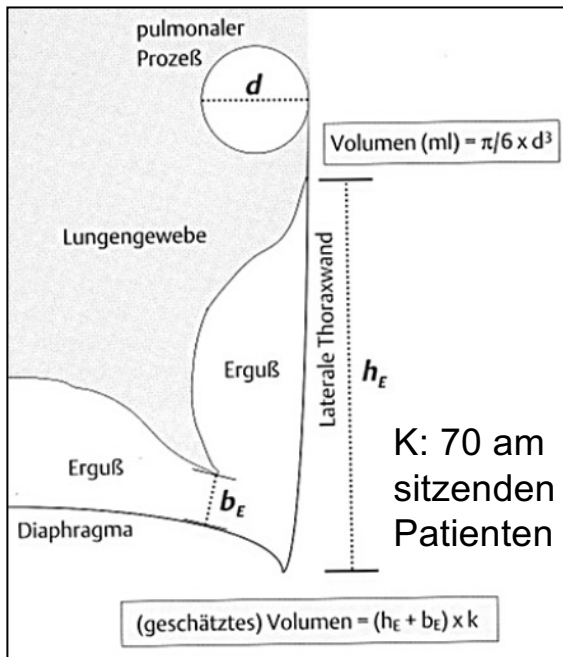 pulmonaler
Prozeß
d
Volumen (ml) = π/6 x d³
Lungengewebe
Laterale Thoraxwand
Erguß
h_E
Erguß
b_E
Diaphragma
K: 70 am
sitzenden
Patienten
(geschätztes) Volumen = (h_E + b_E) x k